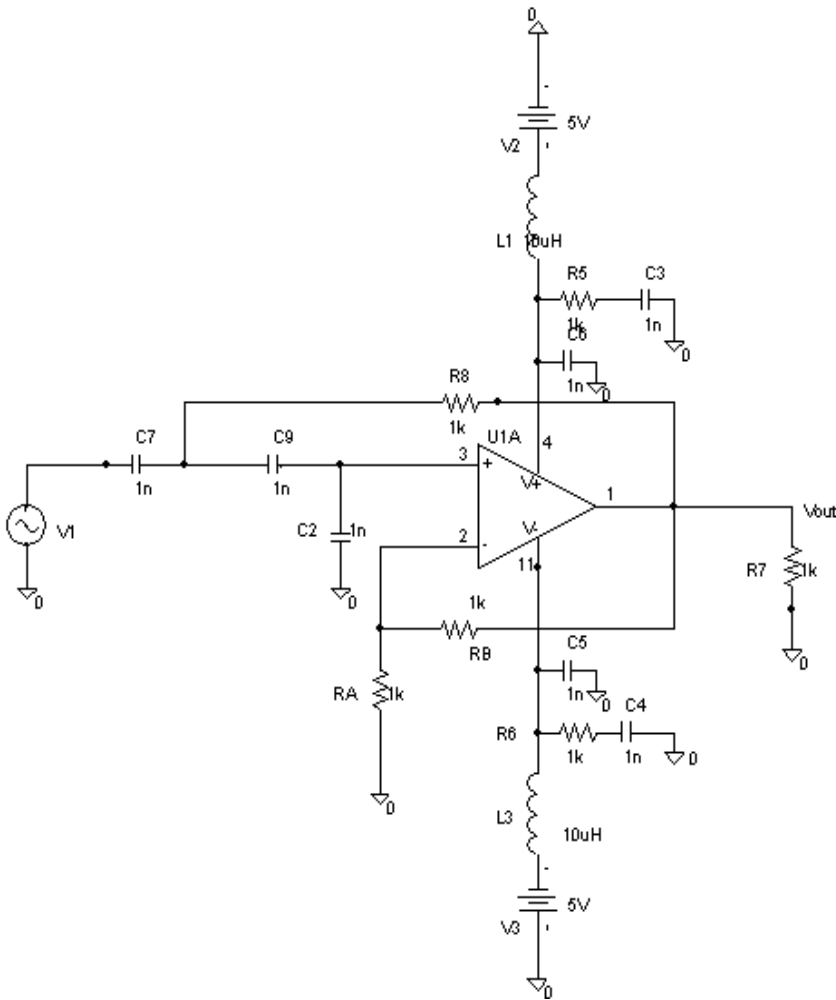 0
-
5V
V2
L1 10uH
R5
C3
1k
1n
0
C6
1n
0
R8
1k
C7
C9
1n
1n
U1A
4
3
+
V+
1
Vout
V1
C2
1n
2
-
V-
11
R7
1k
0
0
1k
RB
C5
1n
0
0
RA
1k
C4
R6
1k
1n
0
L3
10uH
0
-
5V
V3
0